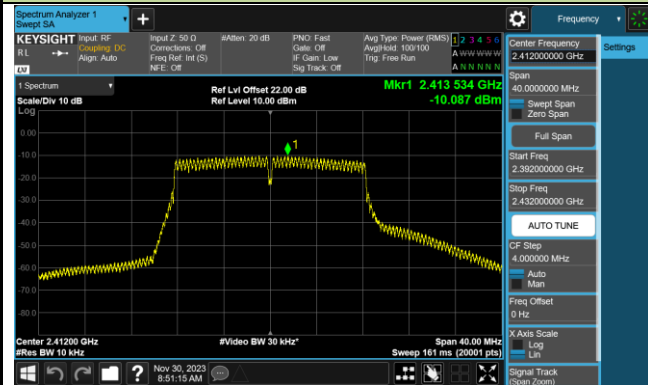 Spectrum Analyzer 1
Swept SA
Frequency
KEYSIGHT
RL
Input: RF
Coupling: DC
Align: Auto
Input Z: 50 Ω
Corrections: Off
Freq Ref: Int (S)
NFE: Off
#Atten: 20 dB
PNO: Fast
Gate: Off
IF Gain: Low
Sig Track: Off
Avg Type: Power (RMS)
Avg|Hold: 100/100
Trig: Free Run
1 2 3 4 5 6
A W W W W W
A N N N N N
LXI
1 Spectrum
Scale/Div 10 dB
Log
Ref Lvl Offset 22.00 dB
Ref Level 10.00 dBm
Mkr1 2.413 534 GHz
-10.087 dBm
1
0.00
-10.0
-20.0
-30.0
-40.0
-50.0
-60.0
-70.0
-80.0
Center 2.41200 GHz
#Res BW 10 kHz
#Video BW 30 kHz*
Span 40.00 MHz
Sweep 161 ms (20001 pts)
Center Frequency
2.412000000 GHz
Settings
Span
40.0000000 MHz
Swept Span
Zero Span
Full Span
Start Freq
2.392000000 GHz
Stop Freq
2.432000000 GHz
AUTO TUNE
CF Step
4.000000 MHz
Auto
Man
Freq Offset
0 Hz
X Axis Scale
Log
Lin
Signal Track
(Span Zoom)
?
Nov 30, 2023
8:51:15 AM